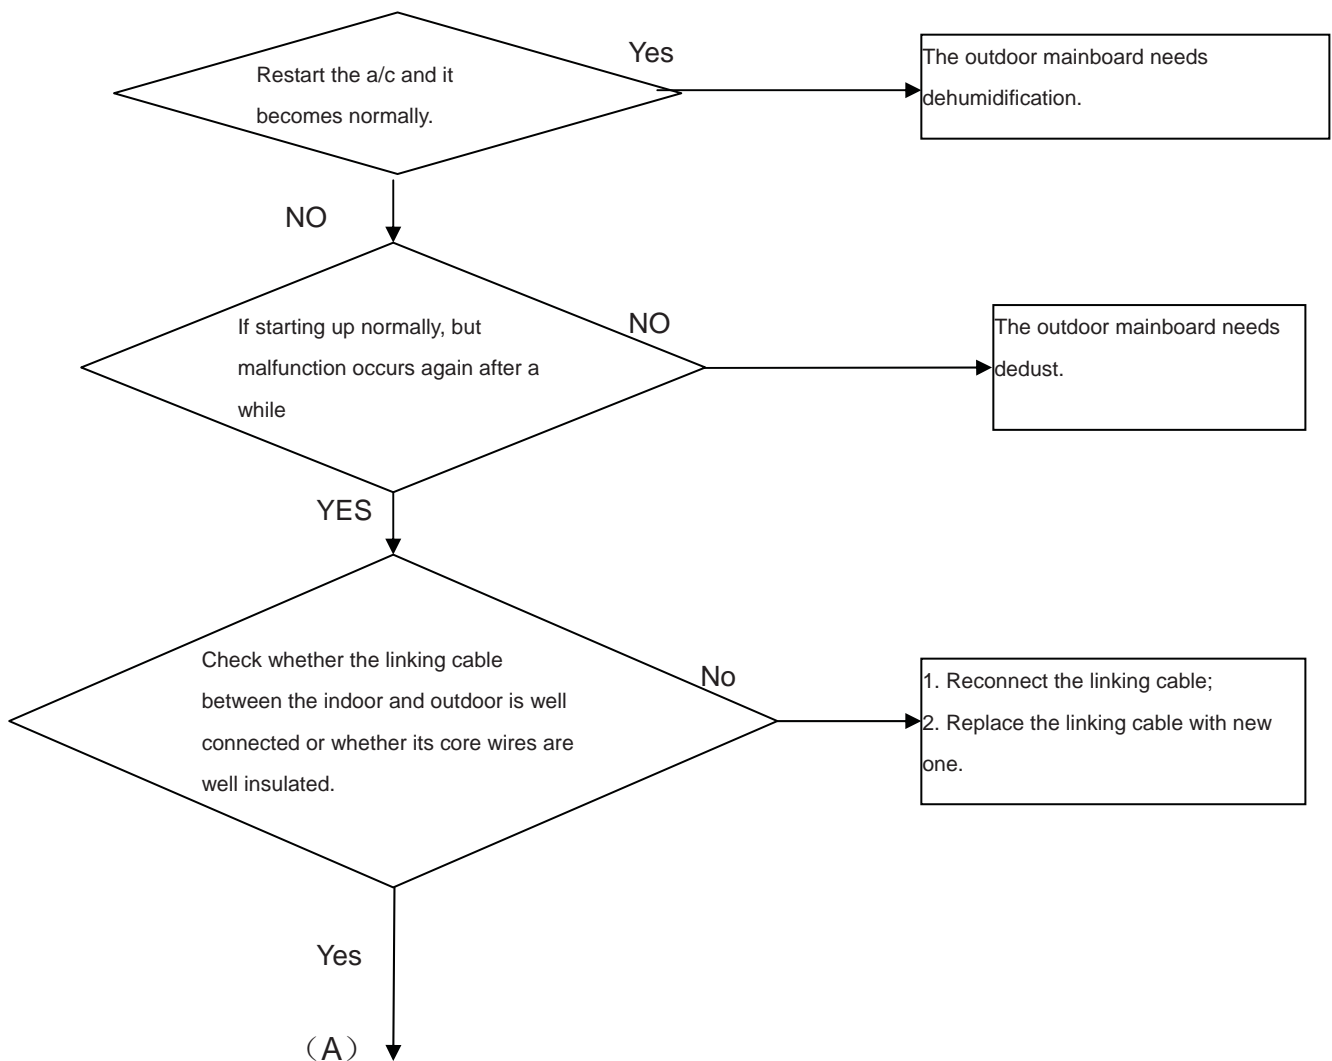 Restart the a/c and it
becomes normally.
Yes
The outdoor mainboard needs
dehumidification.
NO
If starting up normally, but
malfunction occurs again after a
while
NO
The outdoor mainboard needs
dedust.
YES
Check whether the linking cable
between the indoor and outdoor is well
connected or whether its core wires are
well insulated.
No
1. Reconnect the linking cable;
2. Replace the linking cable with new
one.
Yes
（A）